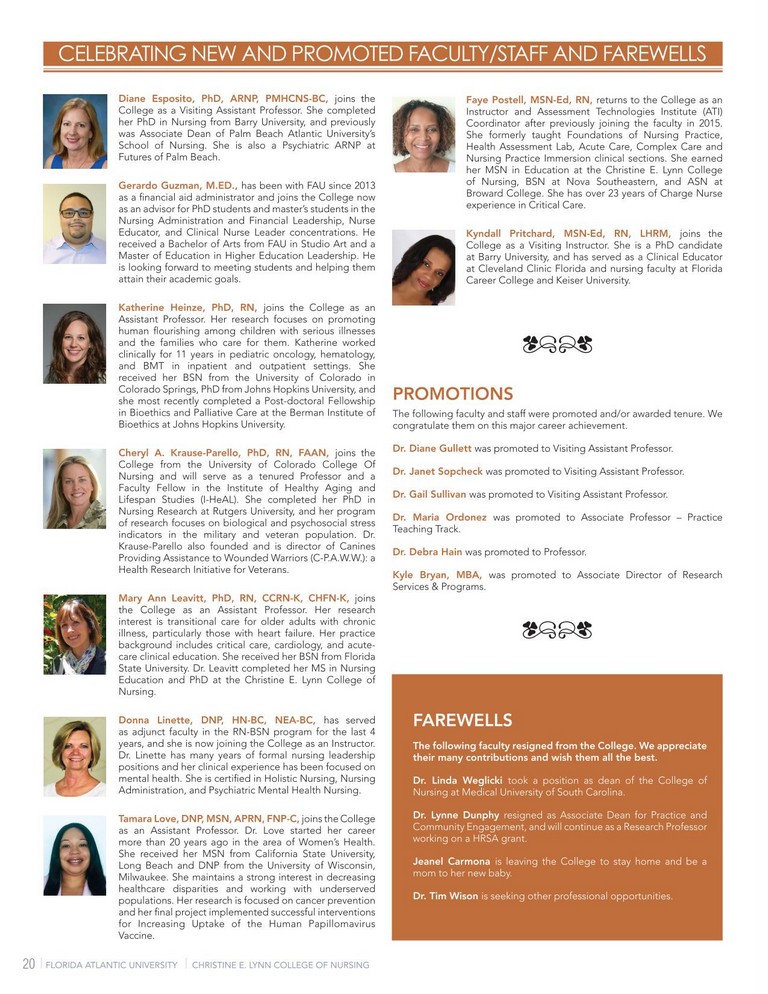 CELEBRATING NEW AND PROMOTED FACULTY/STAFF AND FAREWELLS
Diane Esposito, PhD, ARNP, PMHCNS-BC, joins the
College as a Visiting Assistant Professor. She completed
her PhD in Nursing from Barry University, and previously
was Associate Dean of Palm Beach Atlantic University's
School of Nursing. She is also a Psychiatric ARNP at
Futures of Palm Beach.
Gerardo Guzman, M.ED., has been with FAU since 2013
as a financial aid administrator and joins the College now
as an advisor for PhD students and master's students in the
Nursing Administration and Financial Leadership, Nurse
Educator, and Clinical Nurse Leader concentrations. He
received a Bachelor of Arts from FAU in Studio Art and a
Master of Education in Higher Education Leadership. He
is looking forward to meeting students and helping them
attain their academic goals.
Katherine Heinze, PhD, RN, joins the College as an
Assistant Professor. Her research focuses on promoting
human flourishing among children with serious illnesses
and the families who care for them. Katherine worked
clinically for 11 years in pediatric oncology, hematology,
and BMT in inpatient and outpatient settings. She
received her BSN from the University of Colorado in
Colorado Springs, PhD from Johns Hopkins University, and
she most recently completed a Post-doctoral Fellowship
in Bioethics and Palliative Care at the Berman Institute of
Bioethics at Johns Hopkins University.
Cheryl A. Krause-Parello, PhD, RN, FAAN, joins the
College from the University of Colorado College Of
Nursing and will serve as a tenured Professor and a
Faculty Fellow in the Institute of Healthy Aging and
Lifespan Studies (I-HeAL). She completed her PhD in
Nursing Research at Rutgers University, and her program
of research focuses on biological and psychosocial stress
indicators in the military and veteran population. Dr.
Krause-Parello also founded and is director of Canines
Providing Assistance to Wounded Warriors (C-P.A.W.W.): a
Health Research Initiative for Veterans.
Mary Ann Leavitt, PhD, RN, CCRN-K, CHFN-K, joins
the College as an Assistant Professor. Her research
interest is transitional care for older adults with chronic
illness, particularly those with heart failure. Her practice
background includes critical care, cardiology, and acute-
care clinical education. She received her BSN from Florida
State University. Dr. Leavitt completed her MS in Nursing
Education and PhD at the Christine E. Lynn College of
Nursing.
Donna Linette, DNP, HN-BC, NEA-BC, has served
as adjunct faculty in the RN-BSN program for the last 4
years, and she is now joining the College as an Instructor.
Dr. Linette has many years of formal nursing leadership
positions and her clinical experience has been focused on
mental health. She is certified in Holistic Nursing, Nursing
Administration, and Psychiatric Mental Health Nursing.
Tamara Love, DNP, MSN, APRN, FNP-C, joins the College
as an Assistant Professor. Dr. Love started her career
more than 20 years ago in the area of Women's Health.
She received her MSN from California State University,
Long Beach and DNP from the University of Wisconsin,
Milwaukee. She maintains a strong interest in decreasing
healthcare disparities and working with underserved
populations. Her research is focused on cancer prevention
and her final project implemented successful interventions
for Increasing Uptake of the Human Papillomavirus
Vaccine.
Faye Postell, MSN-Ed, RN, returns to the College as an
Instructor and Assessment Technologies Institute (ATI)
Coordinator after previously joining the faculty in 2015.
She formerly taught Foundations of Nursing Practice,
Health Assessment Lab, Acute Care, Complex Care and
Nursing Practice Immersion clinical sections. She earned
her MSN in Education at the Christine E. Lynn College
of Nursing, BSN at Nova Southeastern, and ASN at
Broward College. She has over 23 years of Charge Nurse
experience in Critical Care.
Kyndall Pritchard, MSN-Ed, RN, LHRM, joins the
College as a Visiting Instructor. She is a PhD candidate
at Barry University, and has served as a Clinical Educator
at Cleveland Clinic Florida and nursing faculty at Florida
Career College and Keiser University.
PROMOTIONS
The following faculty and staff were promoted and/or awarded tenure. We
congratulate them on this major career achievement.
Dr. Diane Gullett was promoted to Visiting Assistant Professor.
Dr. Janet Sopcheck was promoted to Visiting Assistant Professor.
Dr. Gail Sullivan was promoted to Visiting Assistant Professor.
Dr. Maria Ordonez was promoted to Associate Professor – Practice
Teaching Track.
Dr. Debra Hain was promoted to Professor.
Kyle Bryan, MBA, was promoted to Associate Director of Research
Services & Programs.
FAREWELLS
The following faculty resigned from the College. We appreciate
their many contributions and wish them all the best.
Dr. Linda Weglicki took a position as dean of the College of
Nursing at Medical University of South Carolina.
Dr. Lynne Dunphy resigned as Associate Dean for Practice and
Community Engagement, and will continue as a Research Professor
working on a HRSA grant.
Jeanel Carmona is leaving the College to stay home and be a
mom to her new baby.
Dr. Tim Wison is seeking other professional opportunities.
20 | FLORIDA ATLANTIC UNIVERSITY | CHRISTINE E. LYNN COLLEGE OF NURSING